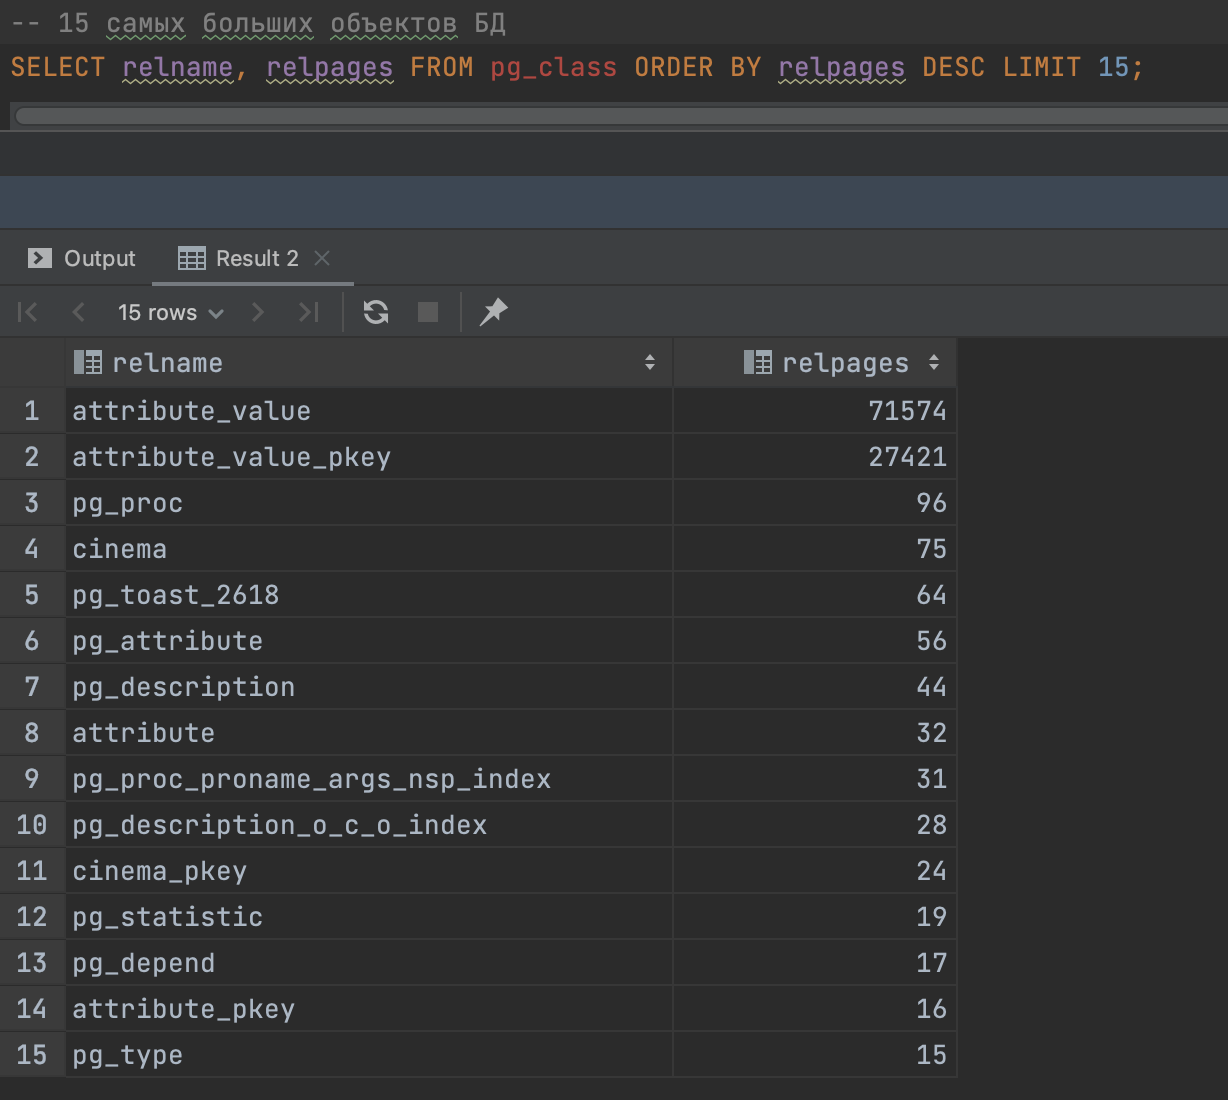 -- 15 самых больших объектов БД
SELECT relname, relpages FROM pg_class ORDER BY relpages DESC LIMIT 15;
Output Result 2
15 rows
relname relpages
1 attribute_value 71574
2 attribute_value_pkey 27421
3 pg_proc 96
4 cinema 75
5 pg_toast_2618 64
6 pg_attribute 56
7 pg_description 44
8 attribute 32
9 pg_proc_proname_args_nsp_index 31
10 pg_description_o_c_o_index 28
11 cinema_pkey 24
12 pg_statistic 19
13 pg_depend 17
14 attribute_pkey 16
15 pg_type 15